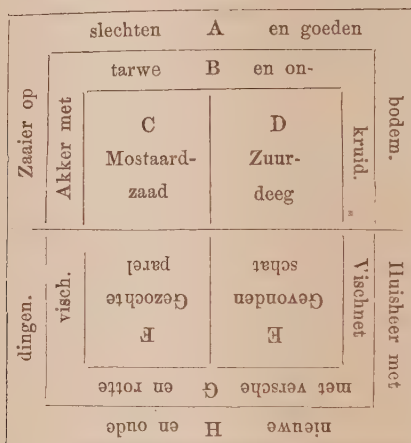 Zaaier op
slechten A en goeden
bodem.
Akker met
tarwe B en on-
kruid.
C
Mostaard-
zaad
D
Zuur-
deeg
E
Gevonden
schat
F
Gezochte
parel
Vischnet
met versche G en rotte
visch.
Huisheer met
nieuwe H en oude
dingen.